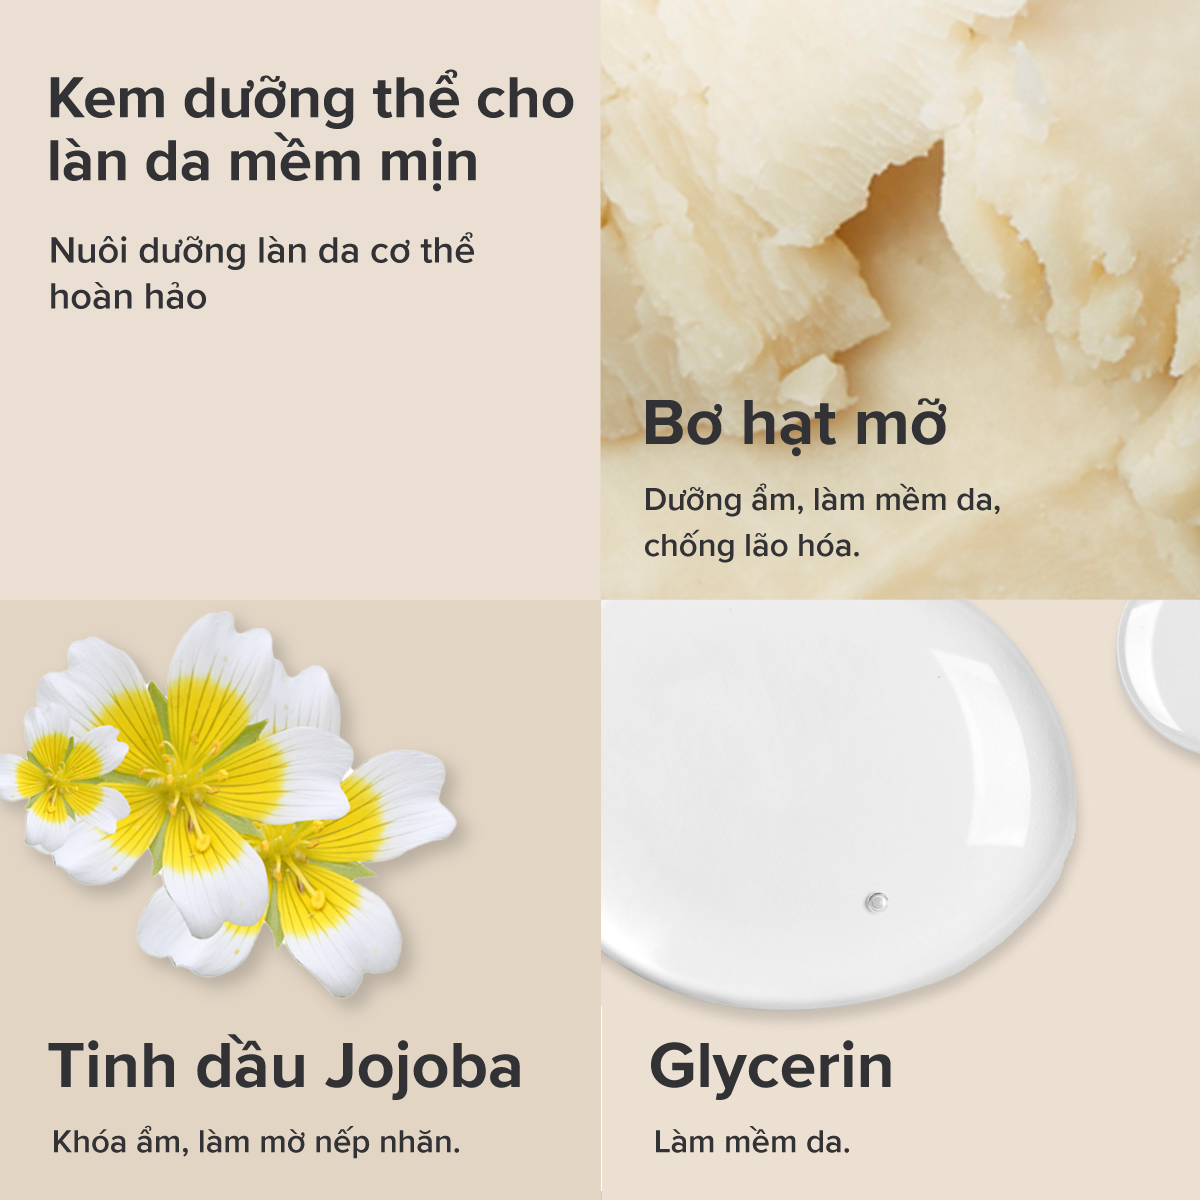 Kem dưỡng thể cho
làn da mềm mịn
Nuôi dưỡng làn da cơ thể
hoàn hảo
Bơ hạt mỡ
Dưỡng ẩm, làm mềm da,
chống lão hóa.
Tinh dầu Jojoba
Khóa ẩm, làm mờ nếp nhăn.
Glycerin
Làm mềm da.